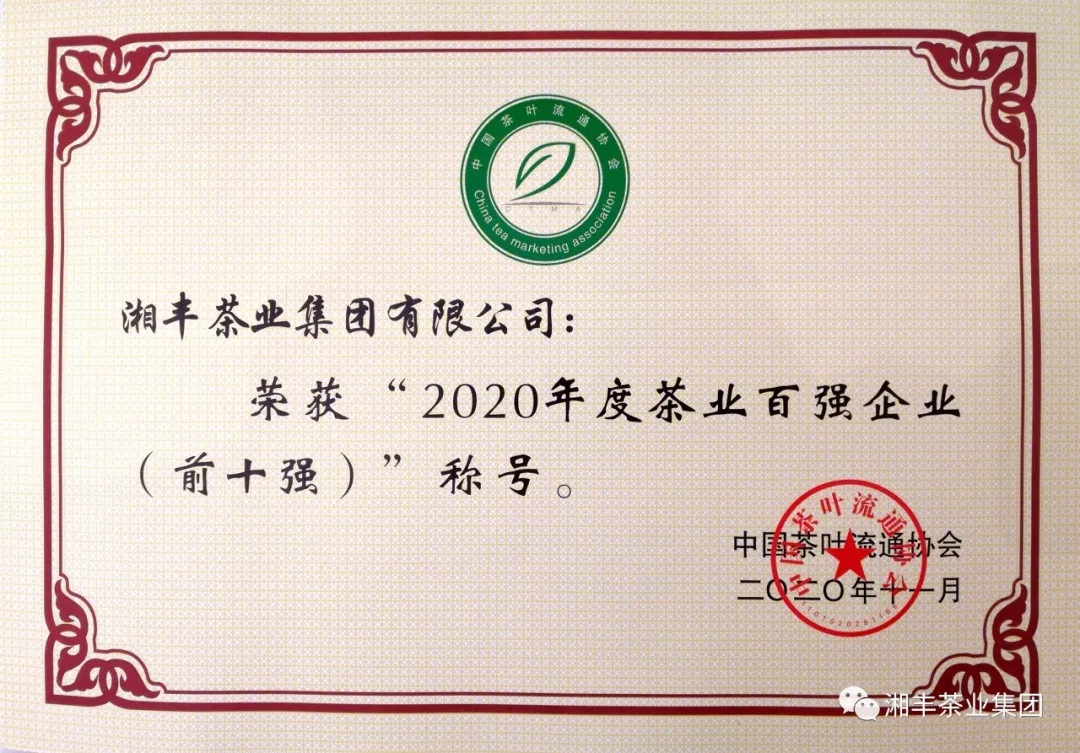 中国茶叶流通协会
CTMA
China tea marketing association
湘丰茶业集团有限公司：
荣获“2020年度茶业百强企业
（前十强）”称号。
中国茶叶流通协会
二〇二〇年十一月
中国茶叶流通协会
湘丰茶业集团